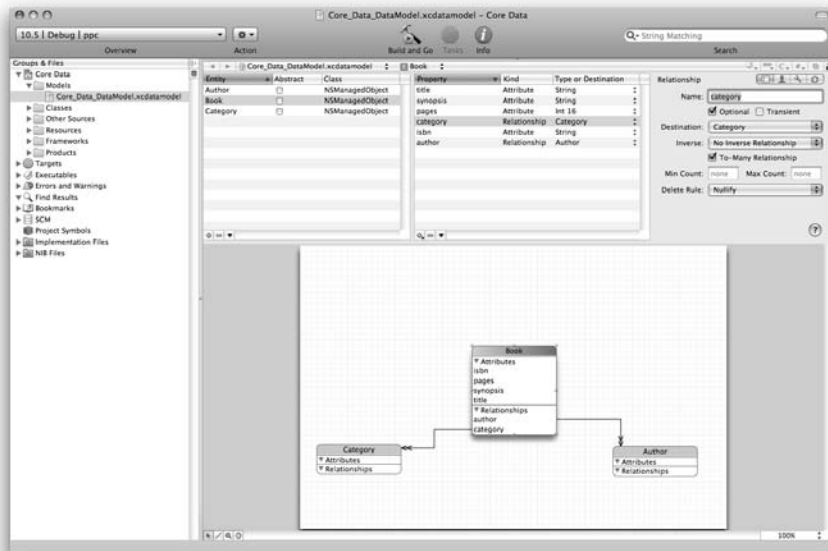 Core_Data_DataModel.xcdatamodel - Core Data
10.5 | Debug | ppc
String Matching
Overview
Action
Build and Go
Tasks
Info
Search
Groups & Files
Core Data
Models
Core_Data_DataModel.xcdatamodel
Classes
Other Sources
Resources
Frameworks
Products
Targets
Executables
Errors and Warnings
Find Results
Bookmarks
SCM
Project Symbols
Implementation Files
NIB Files
Core_Data_DataModel.xcdatamodel
Book
Entity Abstract Class
Author NSManagedObject
Book NSManagedObject
Category NSManagedObject
Property Kind Type or Destination
title Attribute String
synopsis Attribute String
pages Attribute Int 16
category Relationship Category
isbn Attribute String
author Relationship Author
Relationship
Name: category
Optional Transient
Destination: Category
Inverse: No Inverse Relationship
To-Many Relationship
Min Count: none Max Count: none
Delete Rule: Nullify
?
Book
Attributes
isbn
pages
synopsis
title
Relationships
author
category
Category
Attributes
Relationships
Author
Attributes
Relationships
100%